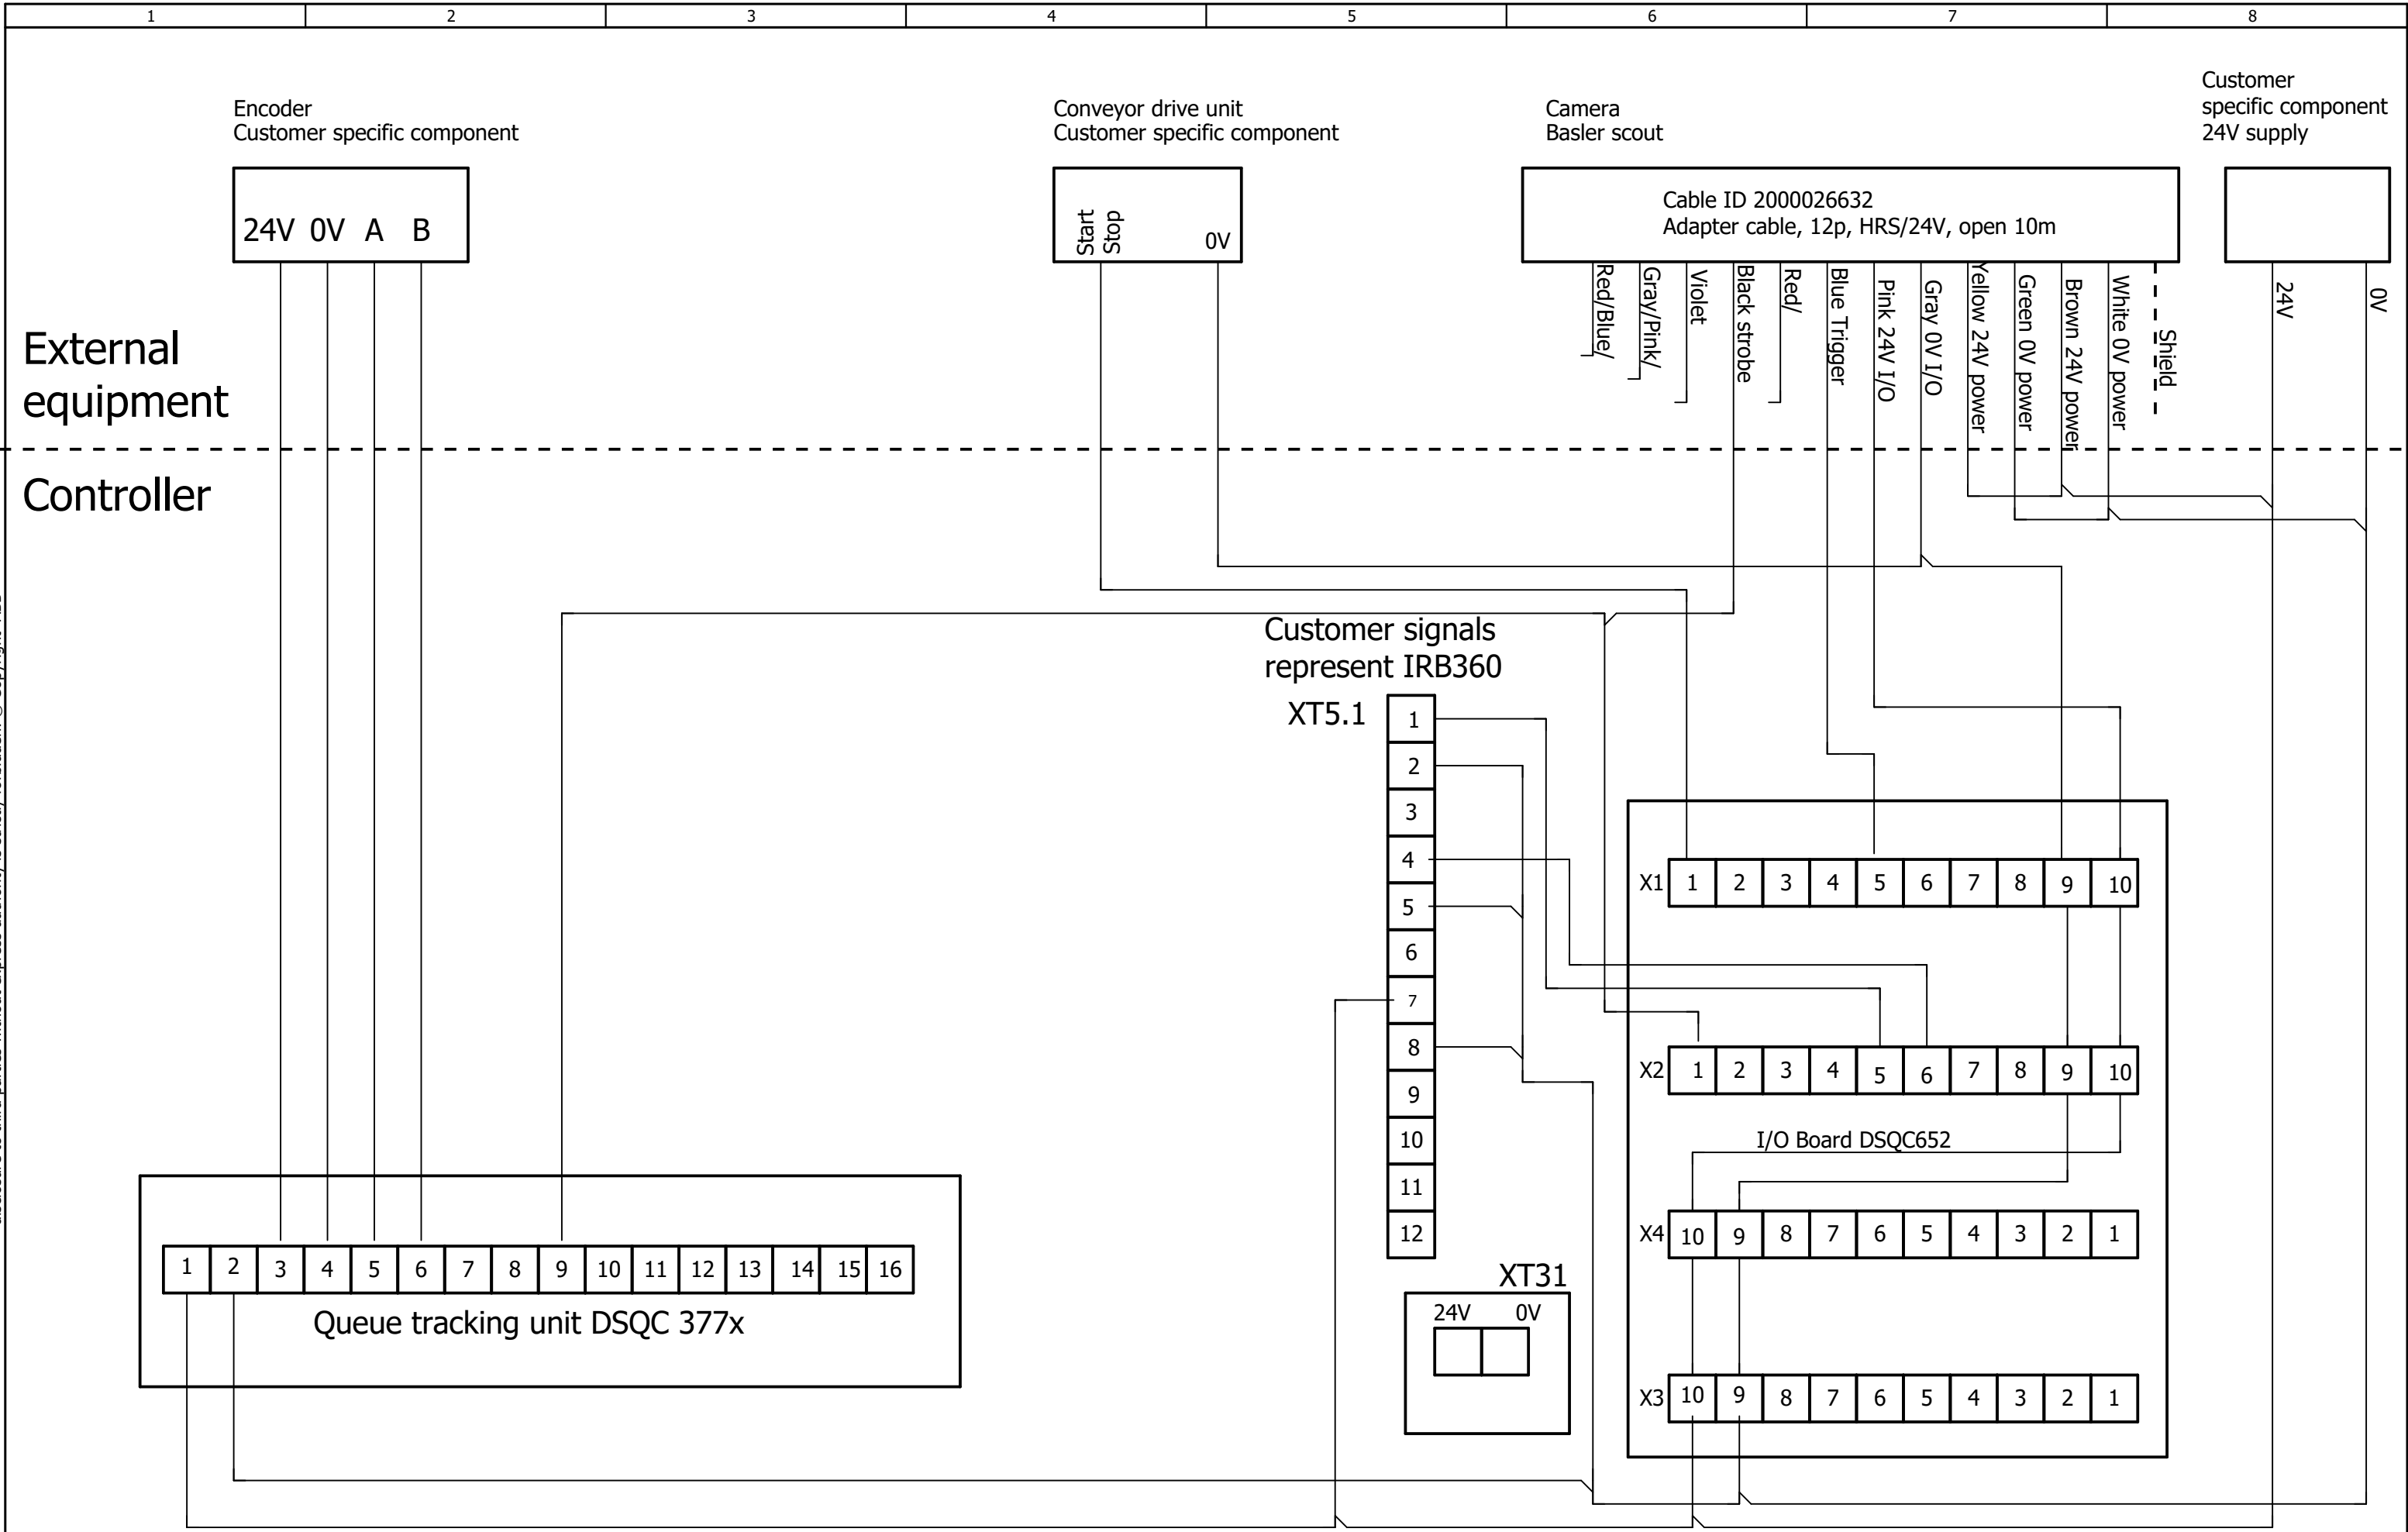 1 2 3 4 5 6 7 8
Encoder
Customer specific component
Conveyor drive unit
Customer specific component
Camera
Basler scout
Customer
specific component
24V supply
24V 0V A B
Start
Stop
0V
Cable ID 2000026632
Adapter cable, 12p, HRS/24V, open 10m
Red/Blue/
Gray/Pink/
Violet
Black strobe
Red/
Blue Trigger
Pink 24V I/O
Gray 0V I/O
Yellow 24V power
Green 0V power
Brown 24V power
White 0V power
Shield
24V
0V
External
equipment
Controller
Customer signals
represent IRB360
XT5.1
1
2
3
4
5
6
7
8
9
10
11
12
X1 1 2 3 4 5 6 7 8 9 10
X2 1 2 3 4 5 6 7 8 9 10
I/O Board DSQC652
X4 10 9 8 7 6 5 4 3 2 1
X3 10 9 8 7 6 5 4 3 2 1
XT31
24V 0V
1 2 3 4 5 6 7 8 9 10 11 12 13 14 15 16
Queue tracking unit DSQC 377x